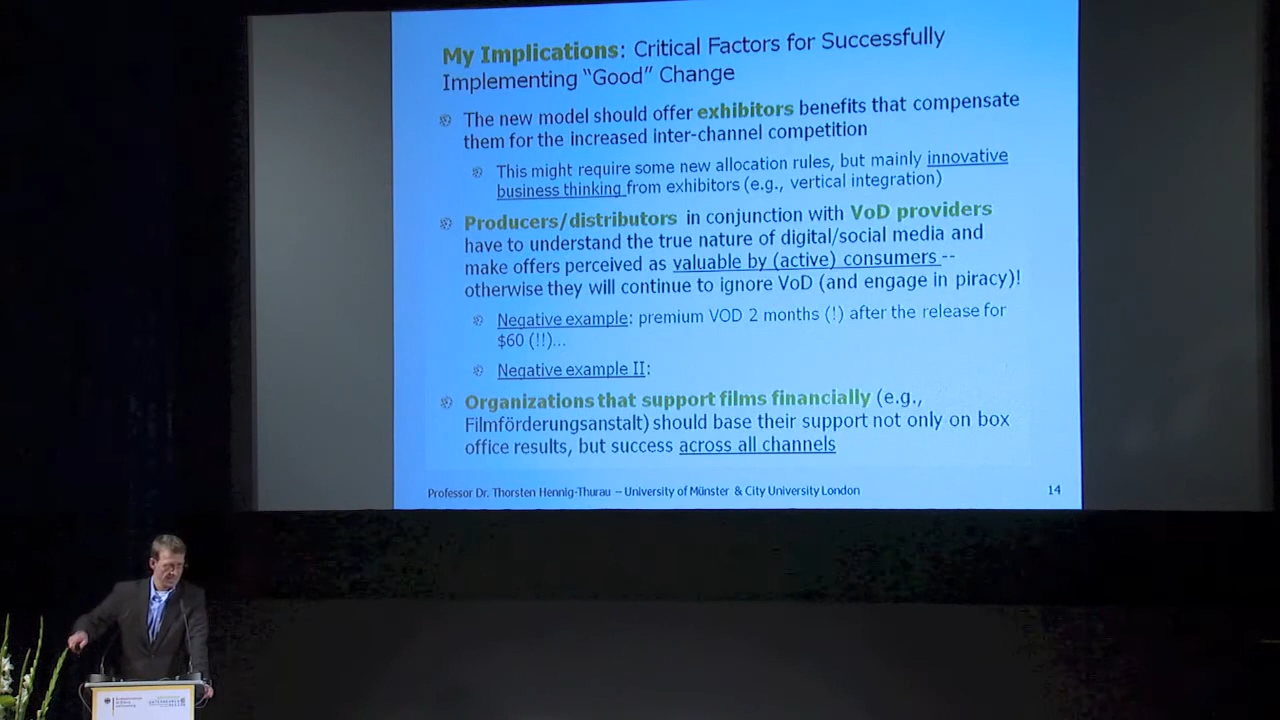 My Implications: Critical Factors for Successfully
Implementing “Good” Change
The new model should offer exhibitors benefits that compensate
them for the increased inter-channel competition
This might require some new allocation rules, but mainly innovative
business thinking from exhibitors (e.g., vertical integration)
Producers/distributors in conjunction with VoD providers
have to understand the true nature of digital/social media and
make offers perceived as valuable by (active) consumers --
otherwise they will continue to ignore VoD (and engage in piracy)!
Negative example: premium VOD 2 months (!) after the release for
$60 (!!)...
Negative example II:
Organizations that support films financially (e.g.,
Filmförderungsanstalt) should base their support not only on box
office results, but success across all channels
Professor Dr. Thorsten Hennig-Thurau – University of Münster & City University London
14